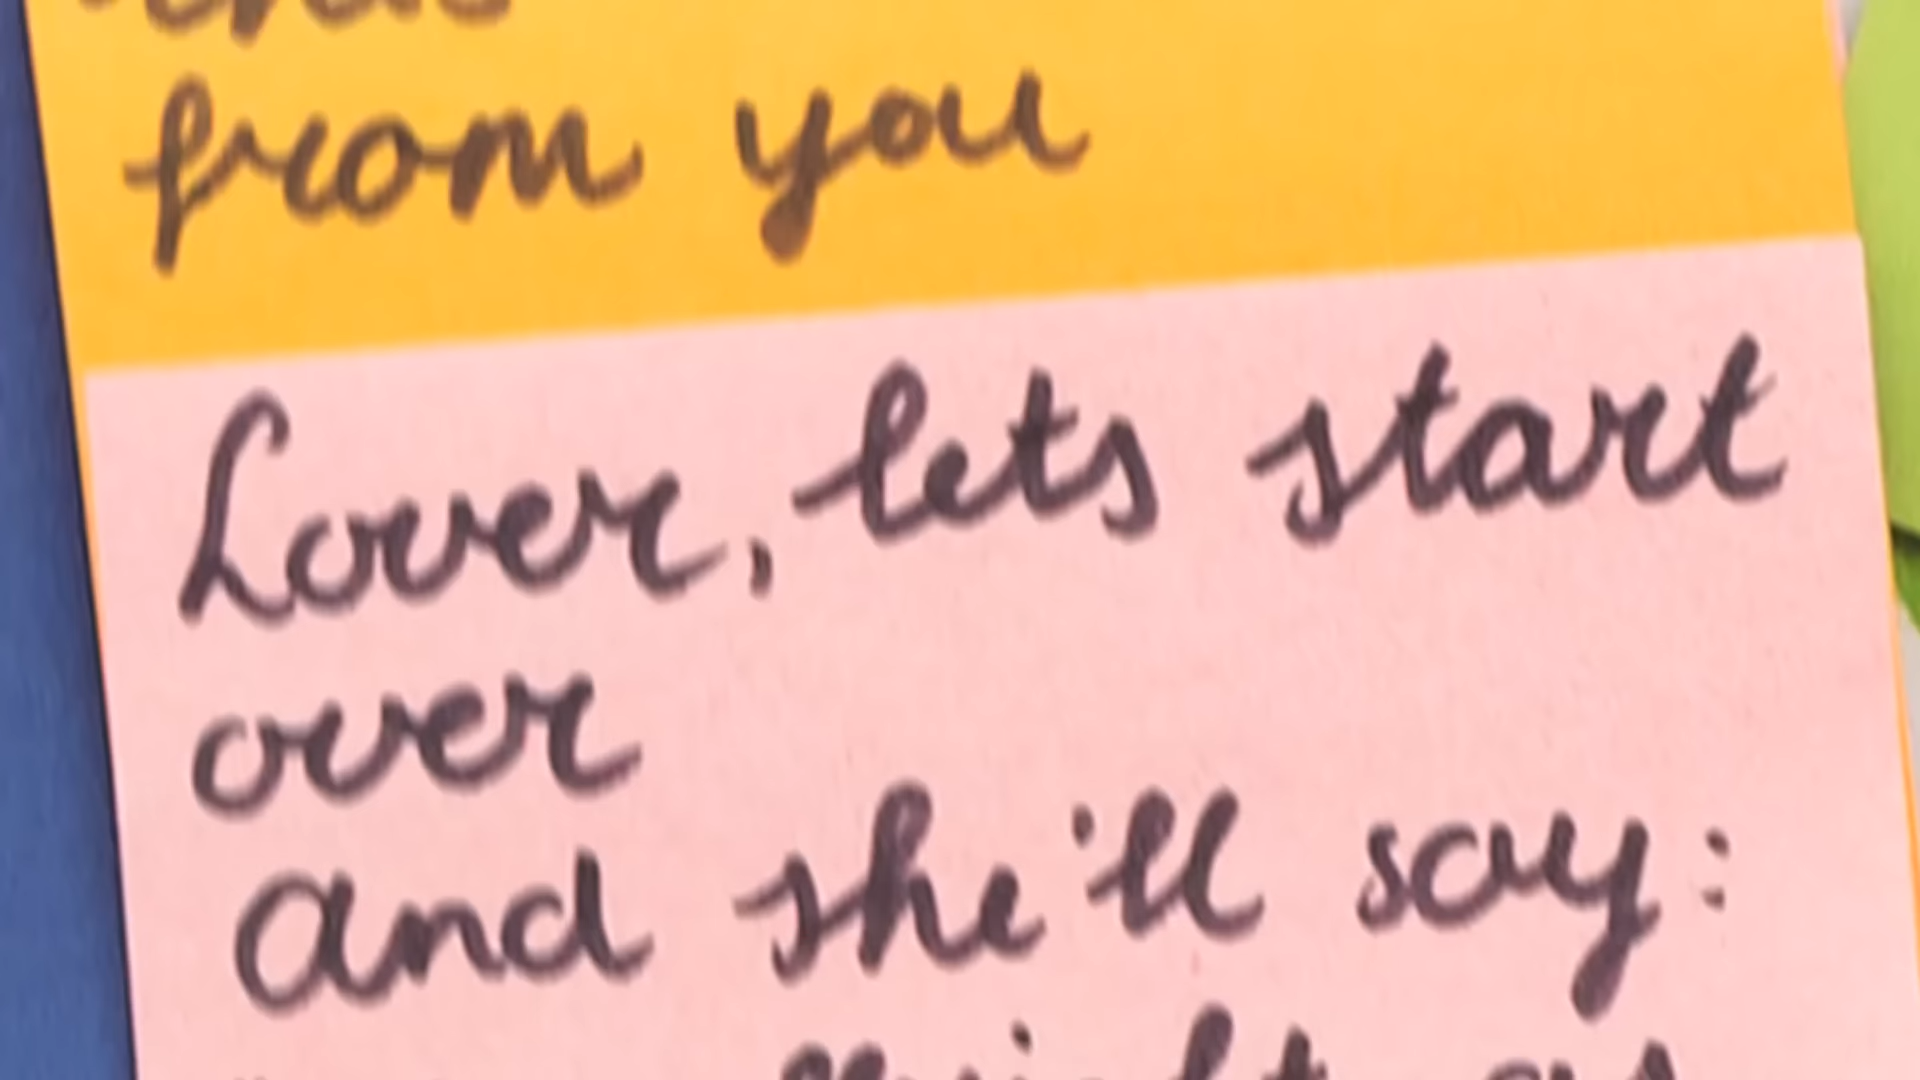 from you
Lover, lets start
over
and she'll say: